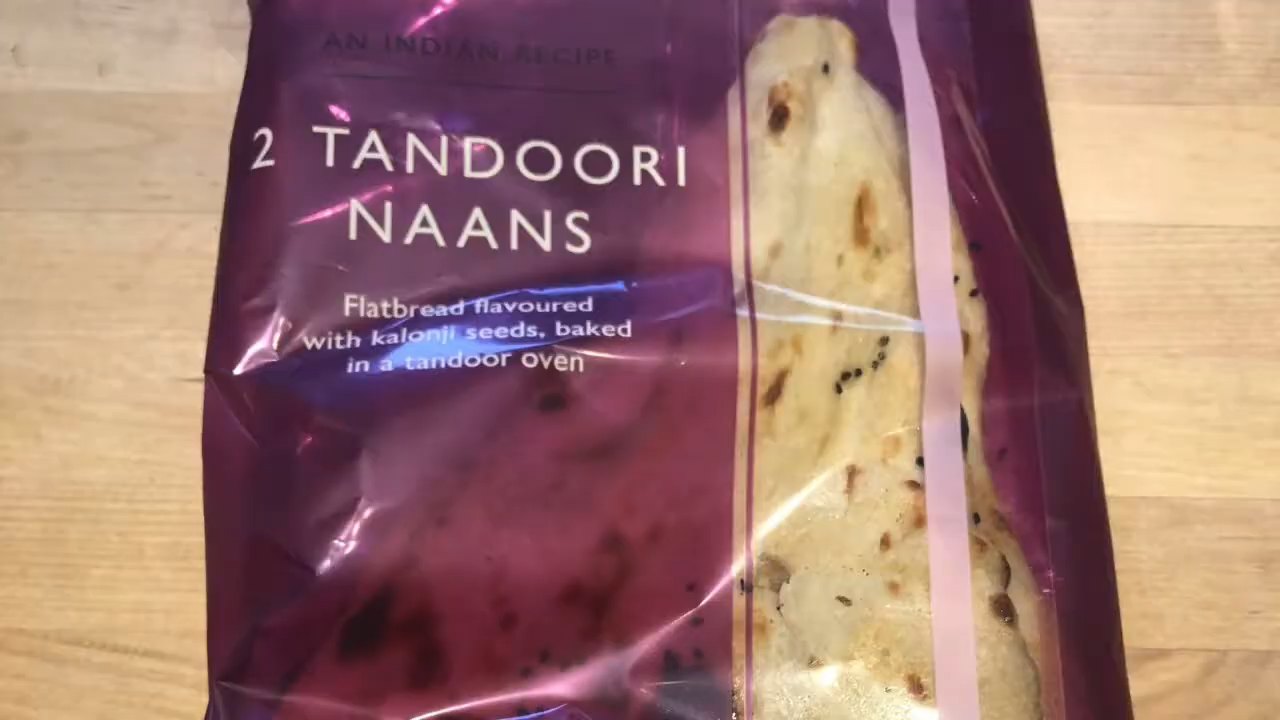 AN INDIAN RECIPE
2 TANDOORI
NAANS
Flatbread flavoured
with kalonji seeds, baked
in a tandoor oven